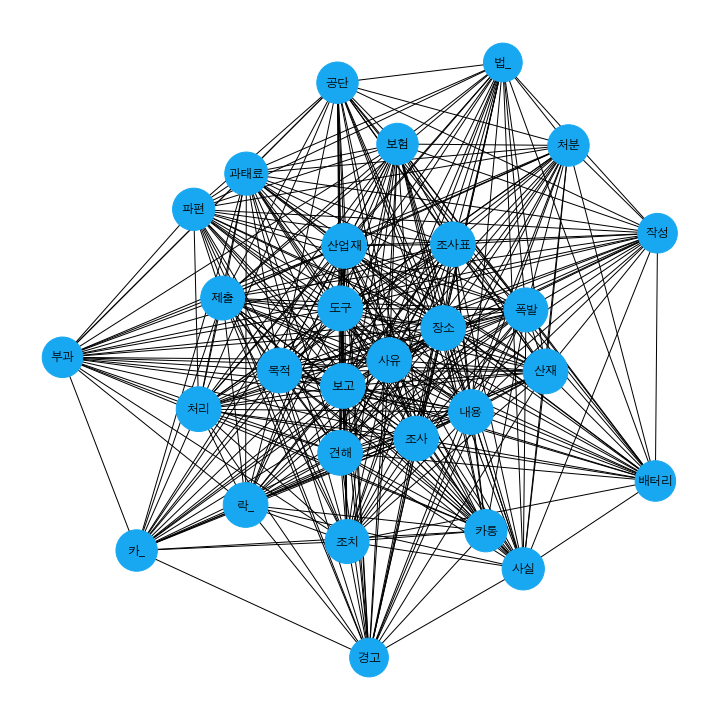 법_
공단
보험
처분
과태료
파편
작성
산업재
조사표
제출
도구
폭발
장소
부과
사유
목적
산재
보고
처리
내용
조사
견해
배터리
락_
카톰
조치
카_
사실
경고